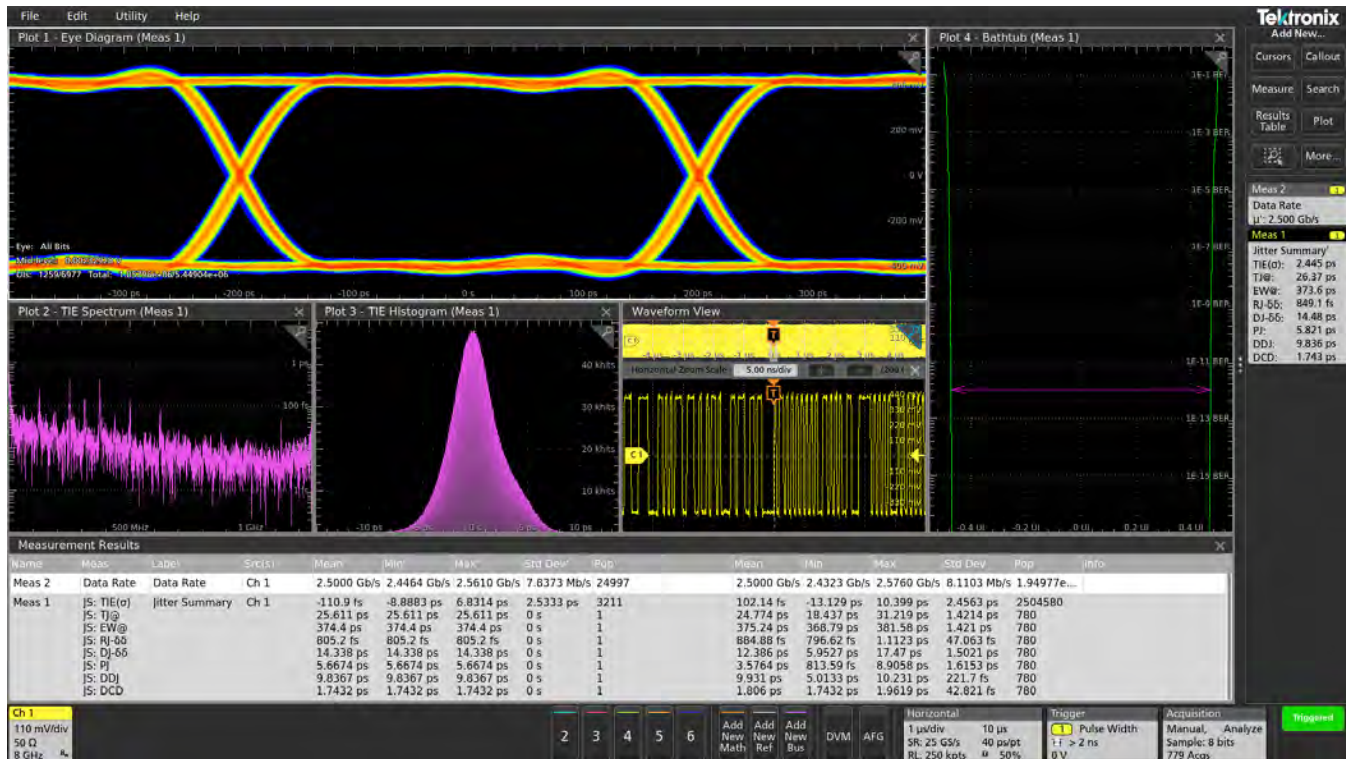 File Edit Utility Help
Tektronix
Add New...
Cursors Callout
Measure Search
Results Table Plot
More...
Plot 1 - Eye Diagram (Meas 1)
200 mV
0 V
-200 mV
Eye: All Bits
-300 ps -200 ps -100 ps 0 s 100 ps 200 ps 300 ps
Plot 4 - Bathtub (Meas 1)
1E-1 BER
1E-3 BER
1E-5 BER
1E-7 BER
1E-9 BER
1E-11 BER
1E-13 BER
1E-15 BER
-0.4 UI -0.2 UI 0 UI 0.2 UI 0.4 UI
Meas 2 1
Data Rate
μ': 2.500 Gb/s
Meas 1 1
Jitter Summary'
TIE(σ): 2.445 ps
TJ@: 26.37 ps
EW@: 373.6 ps
RJ-δδ: 849.1 fs
DJ-δδ: 14.48 ps
PJ: 5.821 ps
DDJ: 9.836 ps
DCD: 1.743 ps
Plot 2 - TIE Spectrum (Meas 1)
1 ps
100 fs
1 fs
500 MHz 1 GHz
Plot 3 - TIE Histogram (Meas 1)
40 khits
30 khits
20 khits
10 khits
-10 ps 0 s 10 ps
Waveform View
T
Horizontal Zoom Scale 5.00 ns/div
T
C1
Measurement Results
Name Meas Label Src(s) Mean' Min' Max' Std Dev' Pop' Mean Min Max Std Dev Pop Info
Meas 2 Data Rate Data Rate Ch 1 2.5000 Gb/s 2.4464 Gb/s 2.5610 Gb/s 7.8373 Mb/s 24997 2.5000 Gb/s 2.4323 Gb/s 2.5760 Gb/s 8.1103 Mb/s 1.94977e...
Meas 1 JS: TIE(σ) Jitter Summary Ch 1 -110.9 fs -8.8883 ps 6.8314 ps 2.5333 ps 3211 102.14 fs -13.129 ps 10.399 ps 2.4563 ps 2504580
JS: TJ@ 25.611 ps 25.611 ps 25.611 ps 0 s 1 24.774 ps 18.437 ps 31.219 ps 1.4214 ps 780
JS: EW@ 374.4 ps 374.4 ps 374.4 ps 0 s 1 375.24 ps 368.79 ps 381.58 ps 1.421 ps 780
JS: RJ-δδ 805.2 fs 805.2 fs 805.2 fs 0 s 1 884.88 fs 796.62 fs 1.1123 ps 47.063 fs 780
JS: DJ-δδ 14.338 ps 14.338 ps 14.338 ps 0 s 1 12.386 ps 5.9527 ps 17.47 ps 1.5021 ps 780
JS: PJ 5.6674 ps 5.6674 ps 5.6674 ps 0 s 1 3.5764 ps 813.59 fs 8.9058 ps 1.6153 ps 780
JS: DDJ 9.8367 ps 9.8367 ps 9.8367 ps 0 s 1 9.931 ps 5.0133 ps 10.231 ps 221.7 fs 780
JS: DCD 1.7432 ps 1.7432 ps 1.7432 ps 0 s 1 1.806 ps 1.7432 ps 1.9619 ps 42.821 fs 780
Ch 1
110 mV/div
50 Ω
8 GHz
2 3 4 5 6
Add New Math
Add New Ref
Add New Bus
DVM AFG
Horizontal
1 μs/div 10 μs
SR: 25 GS/s 40 ps/pt
RL: 250 kpts 50%
Trigger
1 Pulse Width
> 2 ns
0 V
Acquisition
Manual, Analyze
Sample: 8 bits
779 Acqs
Triggered